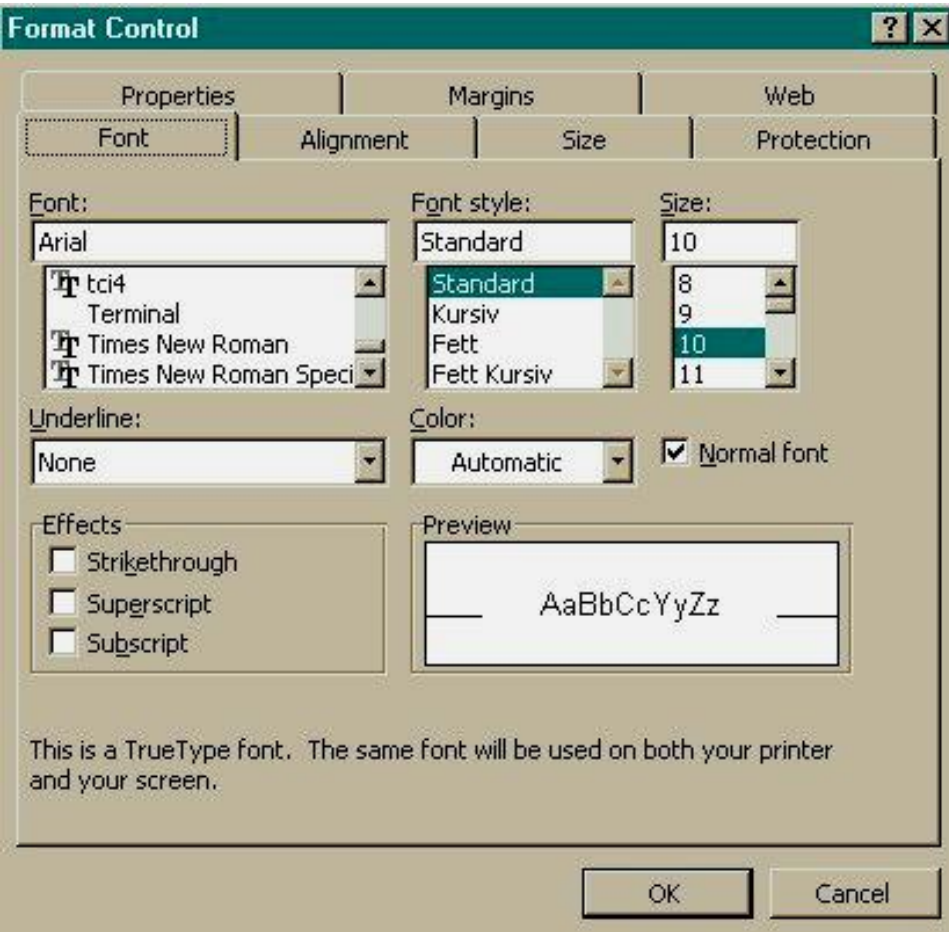 Format Control
Properties Margins Web
Font Alignment Size Protection
Font: Font style: Size:
Arial Standard 10
tci4 Standard 8
Terminal Kursiv 9
Times New Roman Fett 10
Times New Roman Speci Fett Kursiv 11
Underline: Color:
None Automatic Normal font
Effects Preview
Strikethrough
Superscript AaBbCcYyZz
Subscript
This is a TrueType font. The same font will be used on both your printer
and your screen.
OK Cancel